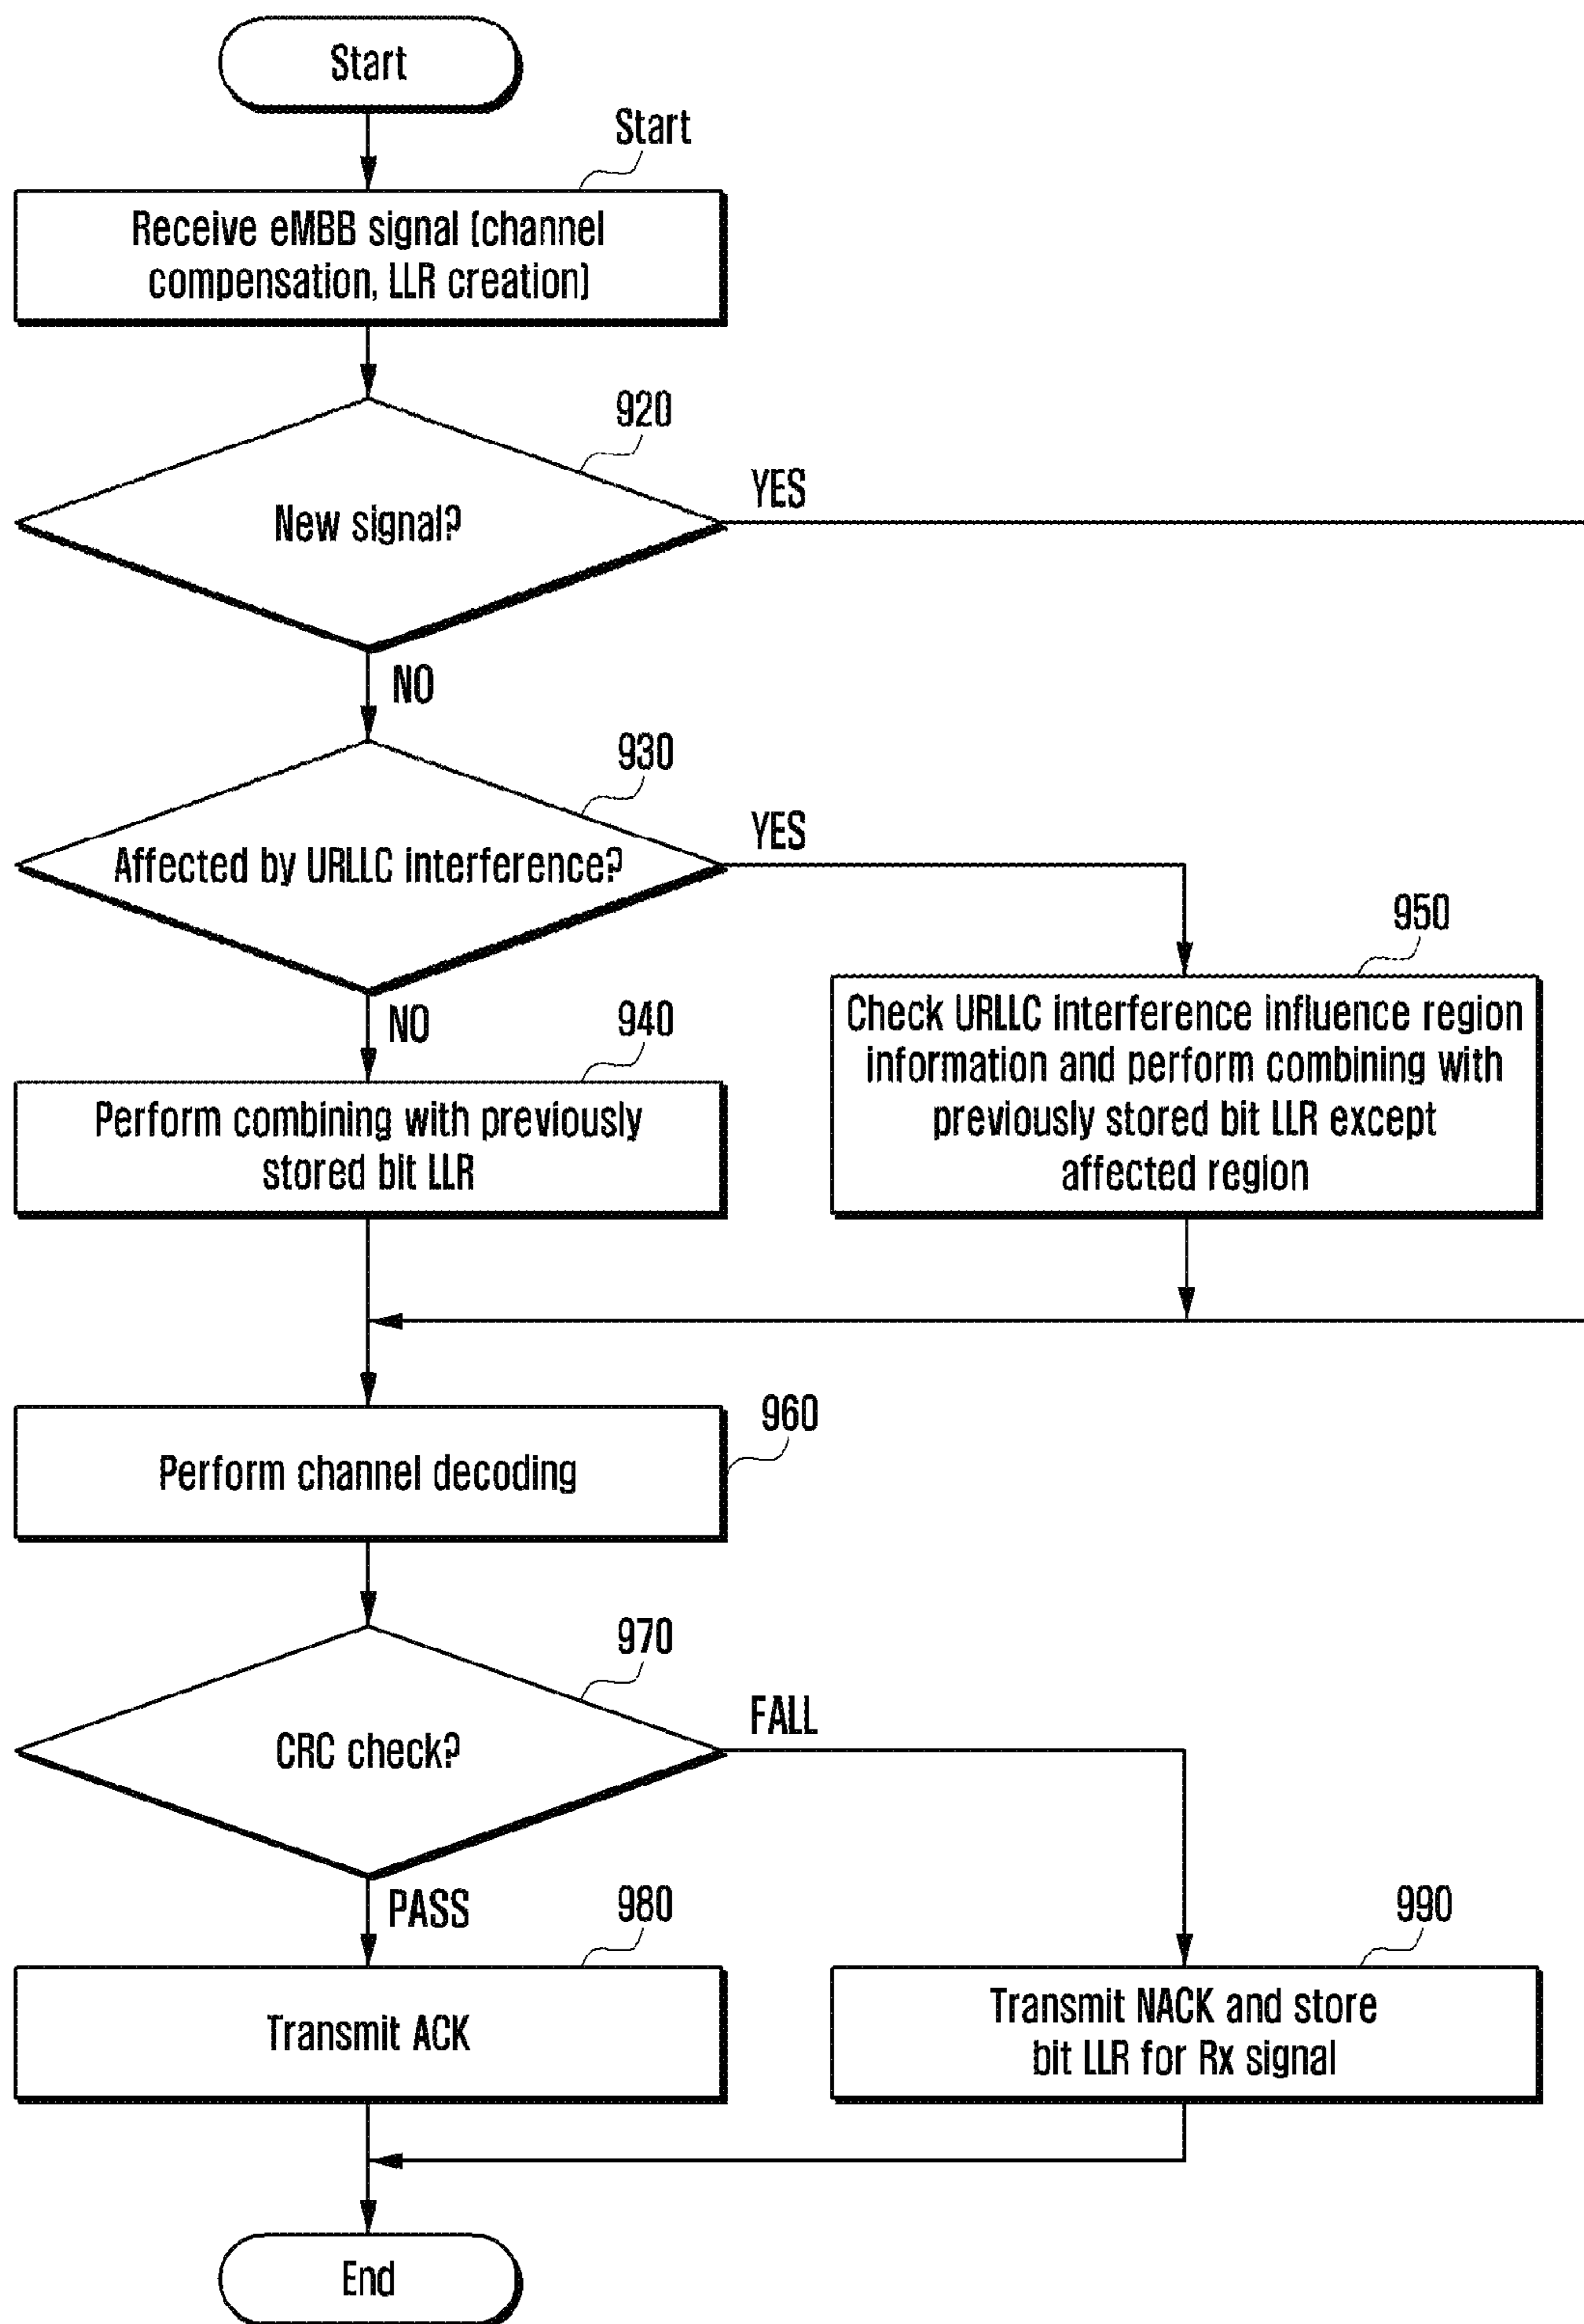 Start
Start
Receive eMBB signal (channel
compensation, LLR creation)
920
New signal?
YES
NO
930
Affected by URLLC interference?
YES
NO
940
Perform combining with previously
stored bit LLR
950
Check URLLC interference influence region
information and perform combining with
previously stored bit LLR except
affected region
960
Perform channel decoding
970
CRC check?
FALL
PASS
980
Transmit ACK
990
Transmit NACK and store
bit LLR for Rx signal
End